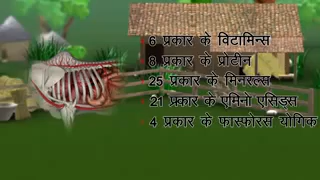 6 प्रकार के विटामिन्स
8 प्रकार के प्रोटीन
25 प्रकार के मिनरल्स
21 प्रकार के एमिनो एसिड्स
4 प्रकार के फास्फोरस यौगिक